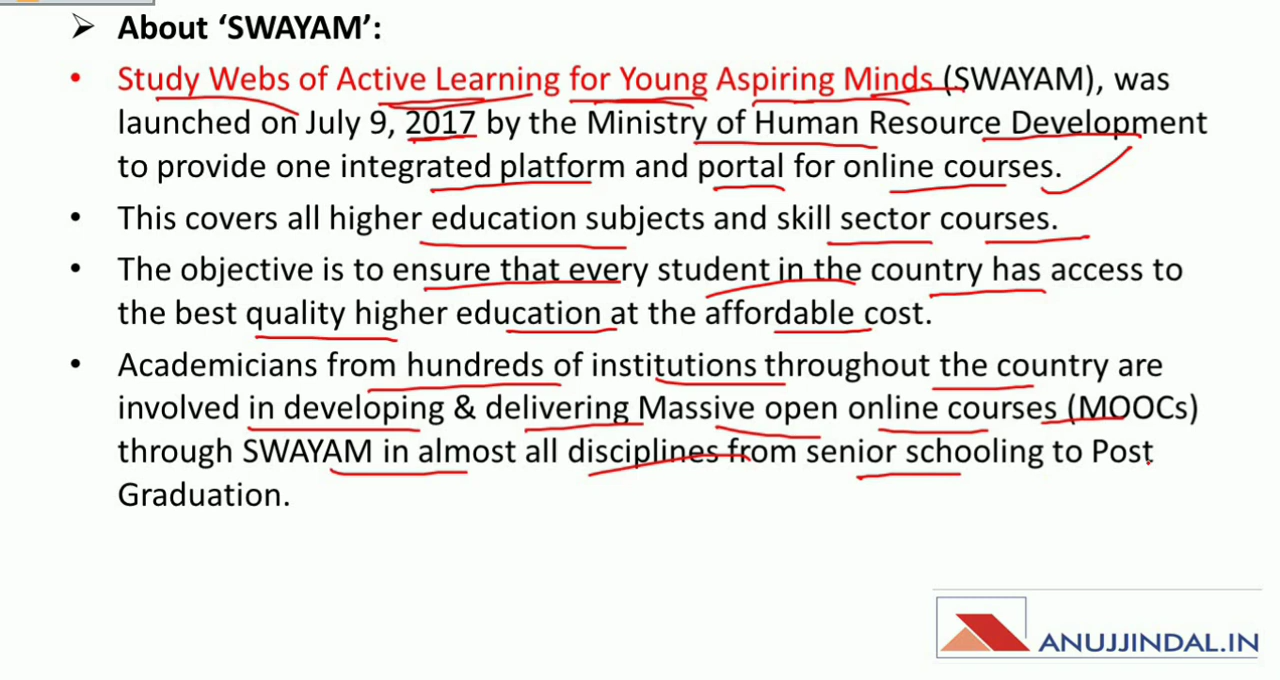 ➢ About ‘SWAYAM’:
• Study Webs of Active Learning for Young Aspiring Minds (SWAYAM), was
launched on July 9, 2017 by the Ministry of Human Resource Development
to provide one integrated platform and portal for online courses.
• This covers all higher education subjects and skill sector courses.
• The objective is to ensure that every student in the country has access to
the best quality higher education at the affordable cost.
• Academicians from hundreds of institutions throughout the country are
involved in developing & delivering Massive open online courses (MOOCs)
through SWAYAM in almost all disciplines from senior schooling to Post
Graduation.
ANUJJINDAL.IN